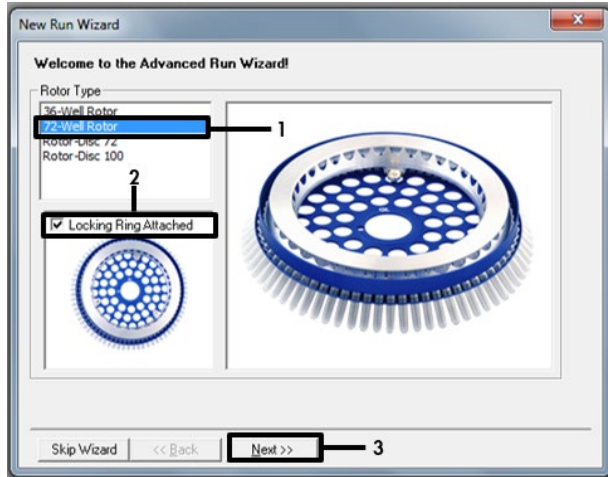 New Run Wizard
Welcome to the Advanced Run Wizard!
Rotor Type
36-Well Rotor
72-Well Rotor
Rotor-Disc 72
Rotor-Disc 100
1
2
Locking Ring Attached
Skip Wizard
<< Back
Next >>
3